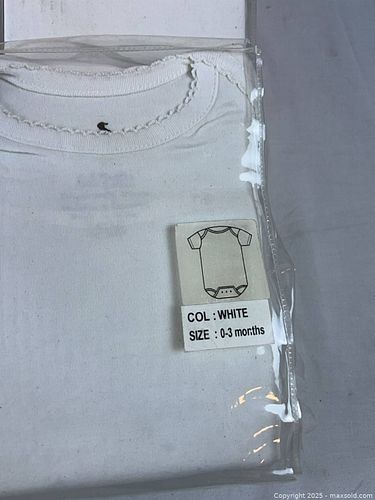 COL : WHITE
SIZE : 0-3 months
Copyright 2025 - maxsold.com